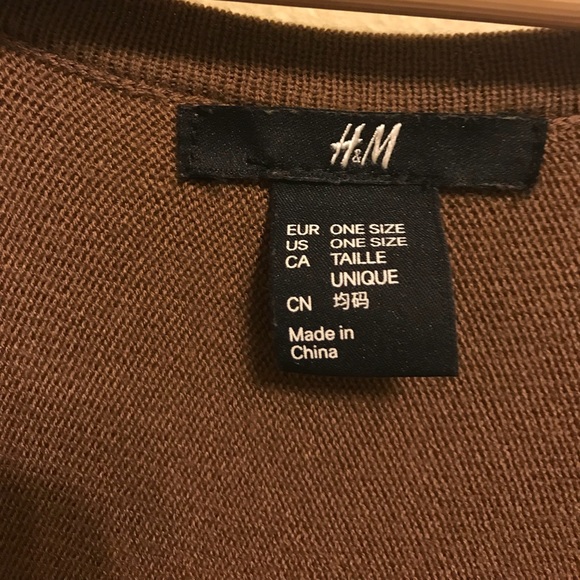 H&M
EUR ONE SIZE
US ONE SIZE
CA TAILLE
UNIQUE
CN 均码
Made in
China